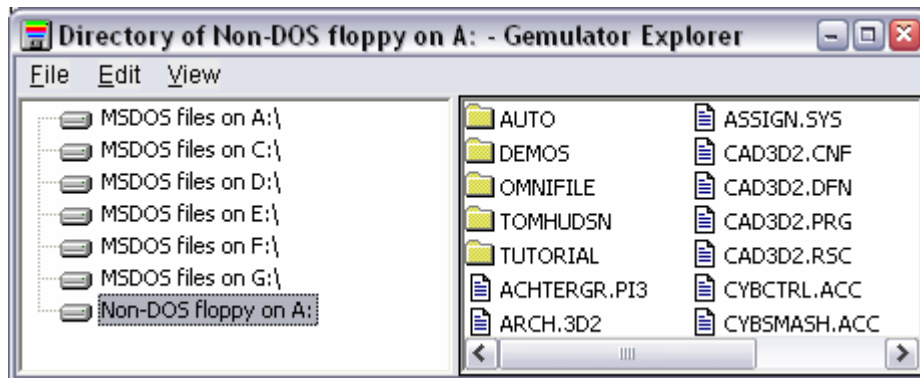 Directory of Non-DOS floppy on A: - Gemulator Explorer
File Edit View
MSDOS files on A:\
MSDOS files on C:\
MSDOS files on D:\
MSDOS files on E:\
MSDOS files on F:\
MSDOS files on G:\
Non-DOS floppy on A:
AUTO
DEMOS
OMNIFILE
TOMHUDSN
TUTORIAL
ACHTERGR.PI3
ARCH.3D2
ASSIGN.SYS
CAD3D2.CNF
CAD3D2.DFN
CAD3D2.PRG
CAD3D2.RSC
CYBCTRL.ACC
CYBSMASH.ACC